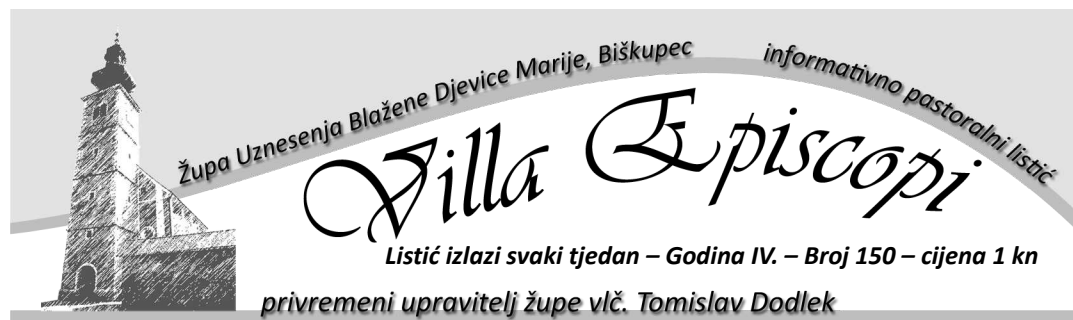 Župa Uznesenja Blažene Djevice Marije, Biškupec
informativno pastoralni listić
Villa Episcopi
Listić izlazi svaki tjedan – Godina IV. – Broj 150 – cijena 1 kn
privremeni upravitelj župe vlč. Tomislav Dodlek